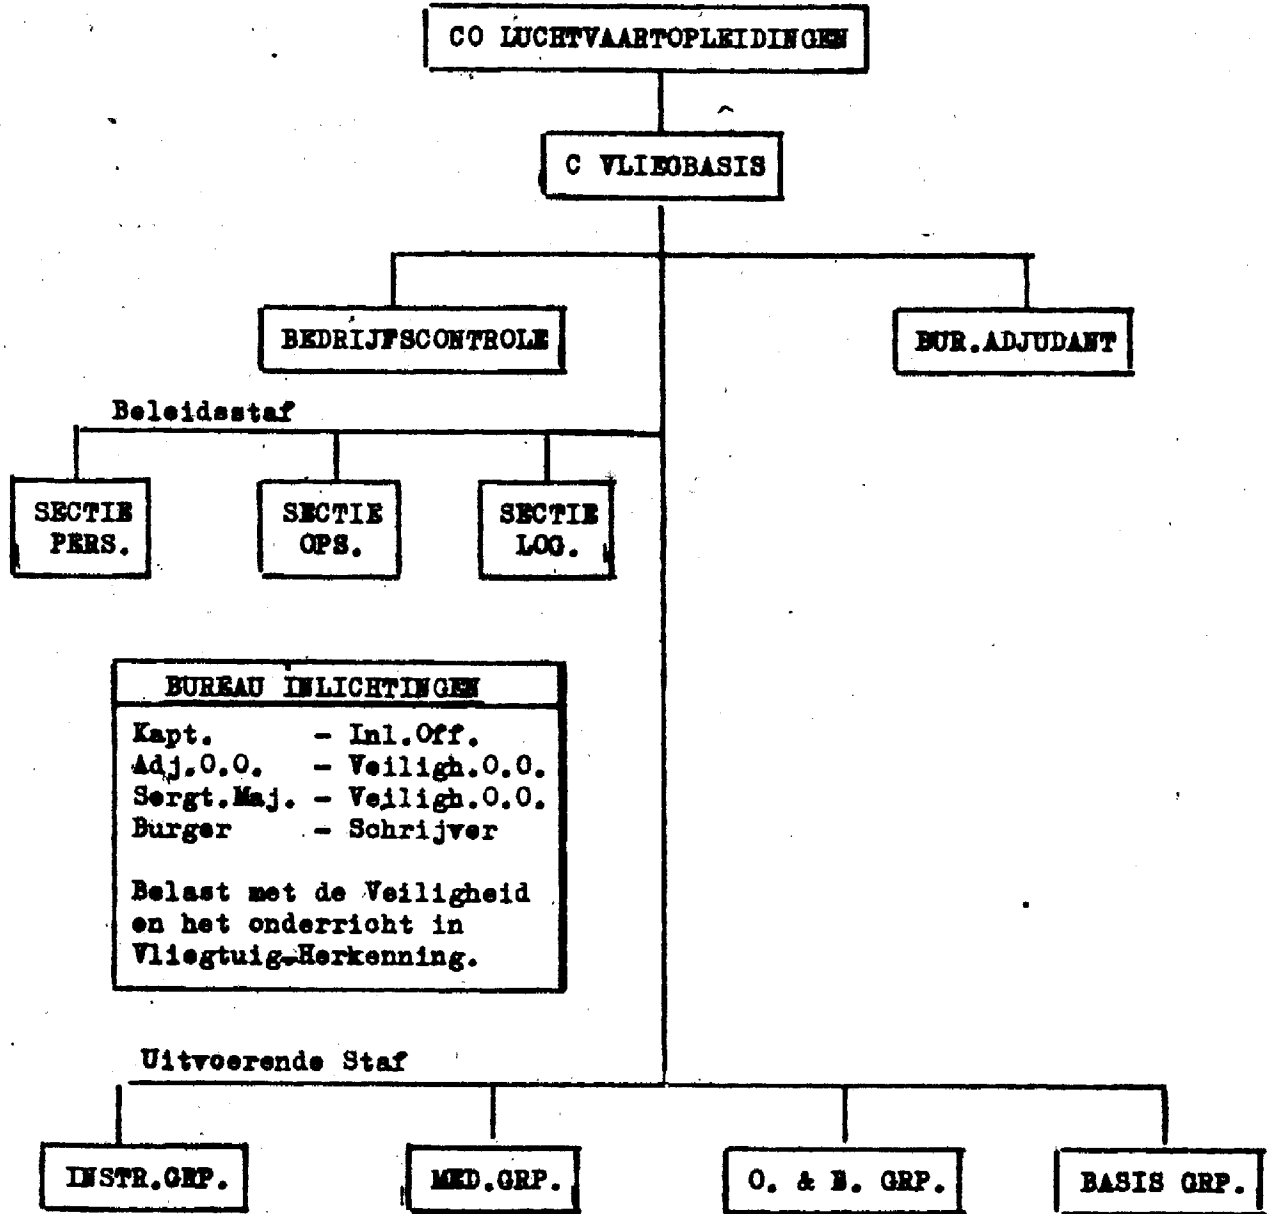 CO LUCHTVAARTOPLEIDINGEN
C VLIEGBASIS
BEDRIJFSCONTROLE
BUR.ADJUDANT
Beleidsstaf
SECTIE
PERS.
SECTIE
OPS.
SECTIE
LOG.
BUREAU INLICHTINGEN
Kapt. - Inl.Off.
Adj.O.O. - Veiligh.O.O.
Sergt.Maj. - Veiligh.O.O.
Burger - Schrijver
Belast met de Veiligheid
en het onderricht in
Vliegtuig-Herkenning.
Uitvoerende Staf
INSTR.GRP.
MED.GRP.
O. & E. GRP.
BASIS GRP.